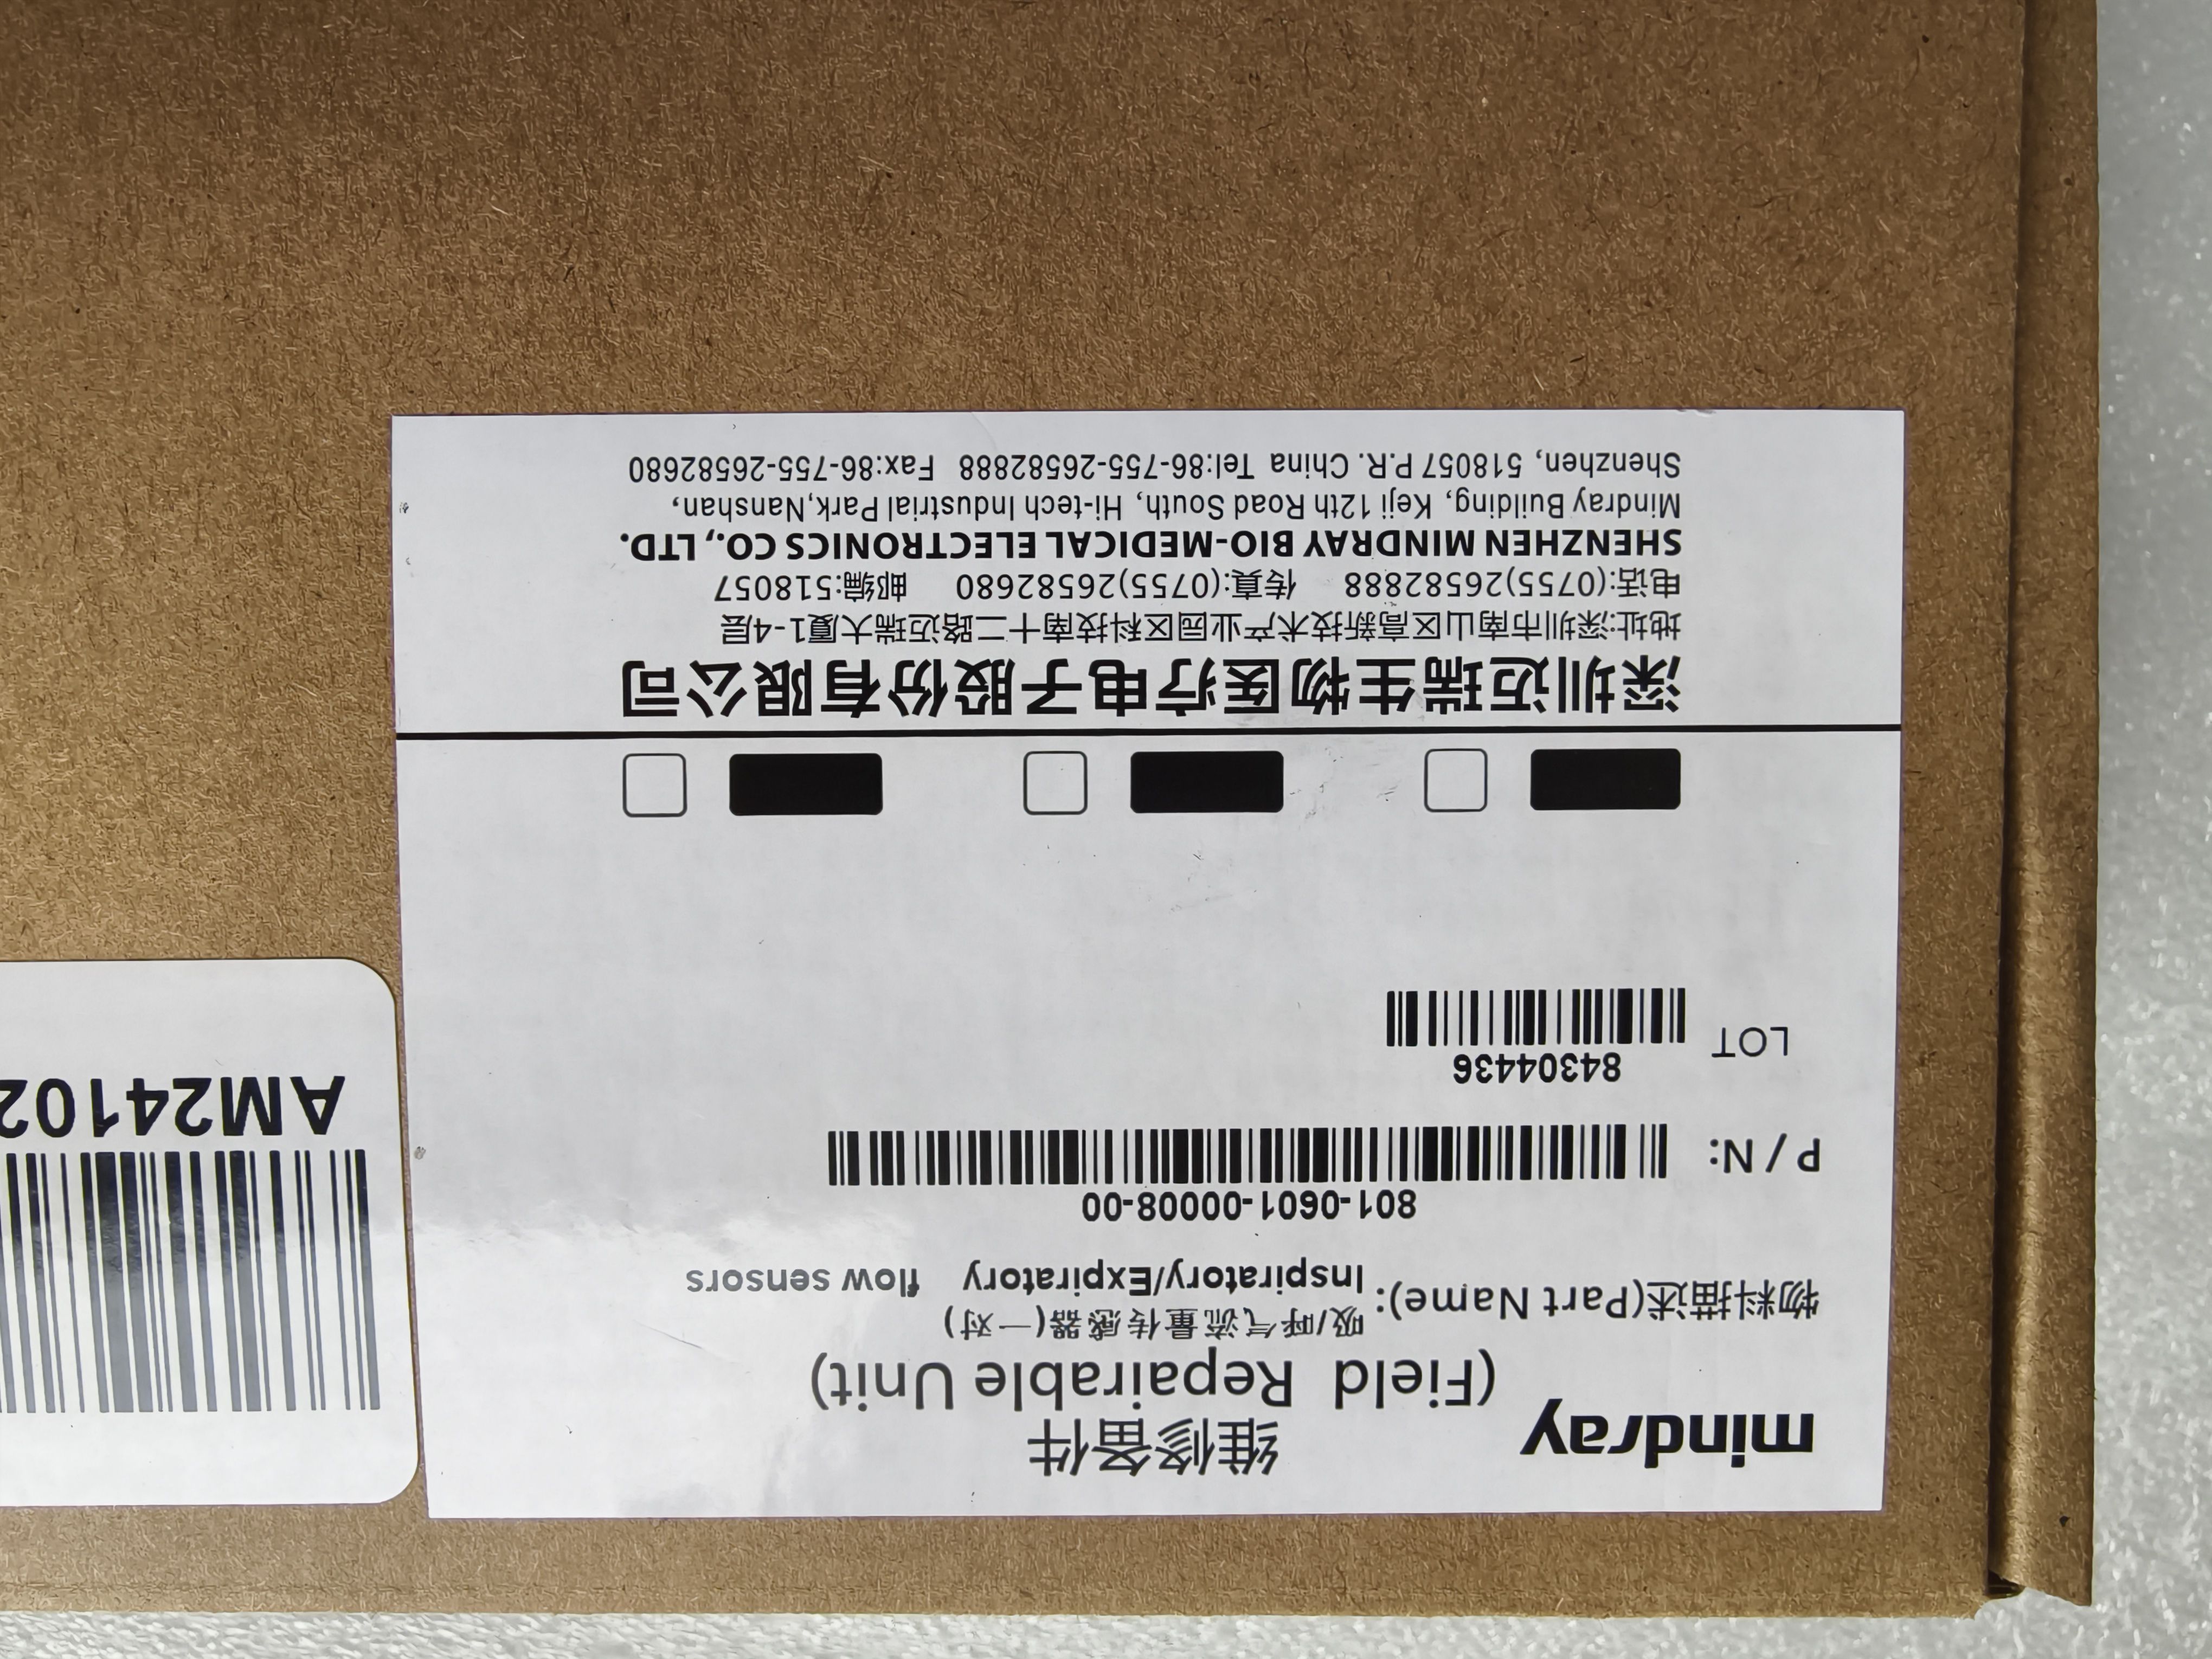 mindray
维修备件
(Field Repairable Unit)
物料描述(Part Name):
吸/呼气流量传感器(一对)
Inspiratory/Expiratory flow sensors
801-0601-00008-00
P/N:
84304436
LOT
深圳迈瑞生物医疗电子股份有限公司
地址:深圳市南山区高新技术产业园区科技南十二路迈瑞大厦1-4层
电话:(0755)26582888 传真:(0755)26582680 邮编:518057
SHENZHEN MINDRAY BIO-MEDICAL ELECTRONICS CO., LTD.
Mindray Building, Keji 12th Road South, Hi-tech Industrial Park,Nanshan,
Shenzhen, 518057 P.R. China Tel:86-755-26582888 Fax:86-755-26582680
AM24102